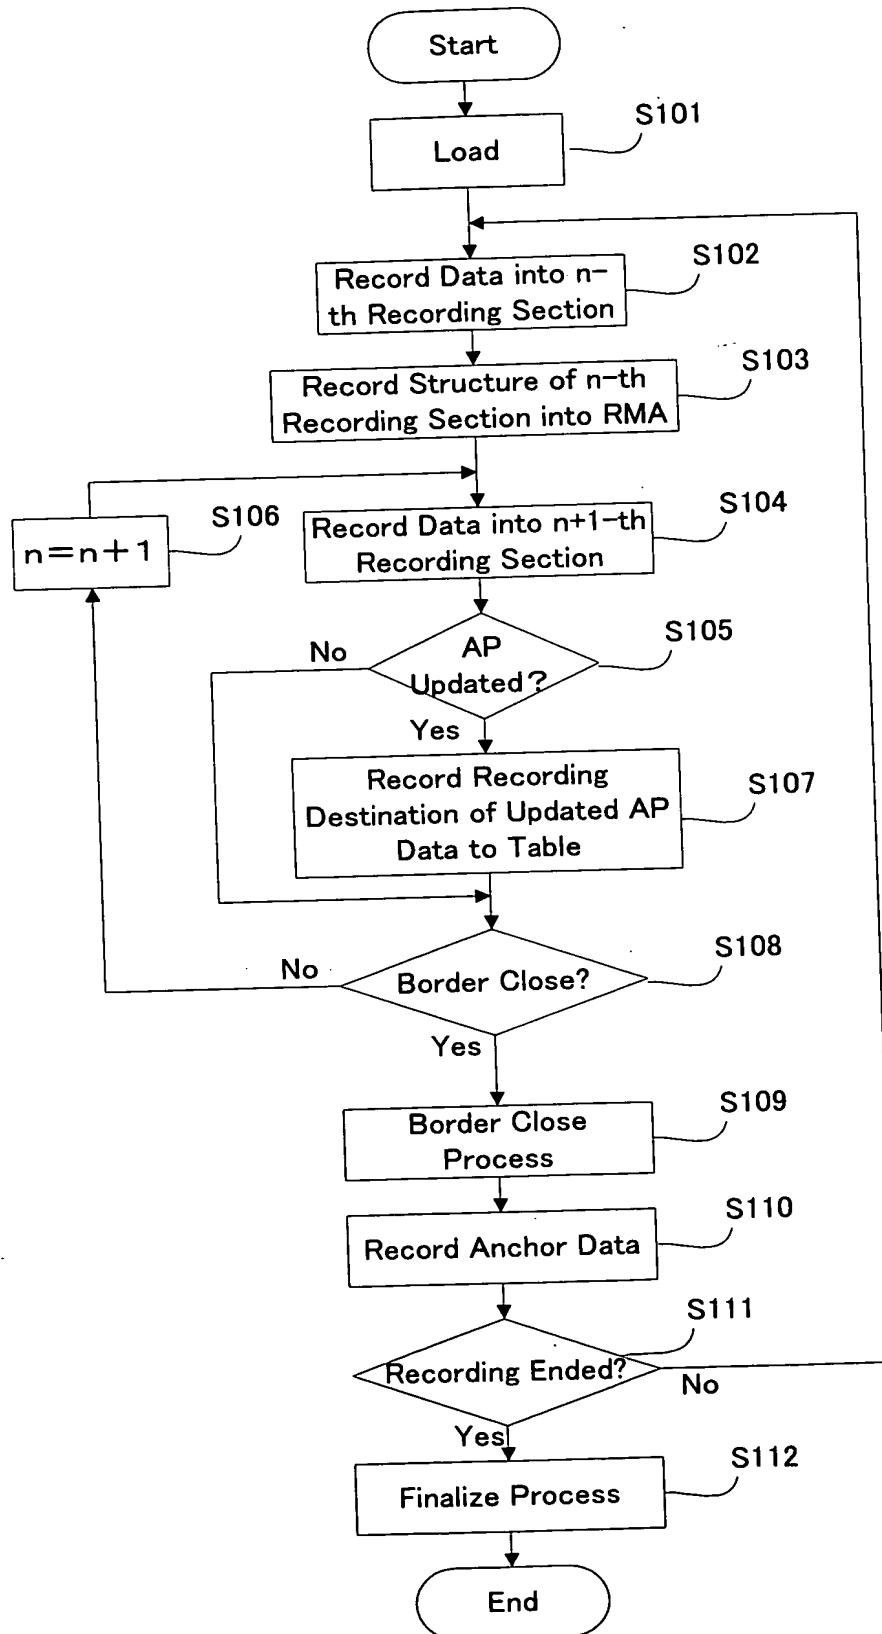 Start
S101
Load
S102
Record Data into n-
th Recording Section
S103
Record Structure of n-th
Recording Section into RMA
S106
n=n+1
S104
Record Data into n+1-th
Recording Section
S105
No
AP
Updated?
Yes
S107
Record Recording
Destination of Updated AP
Data to Table
S108
No
Border Close?
Yes
S109
Border Close
Process
S110
Record Anchor Data
S111
Recording Ended?
No
Yes
S112
Finalize Process
End